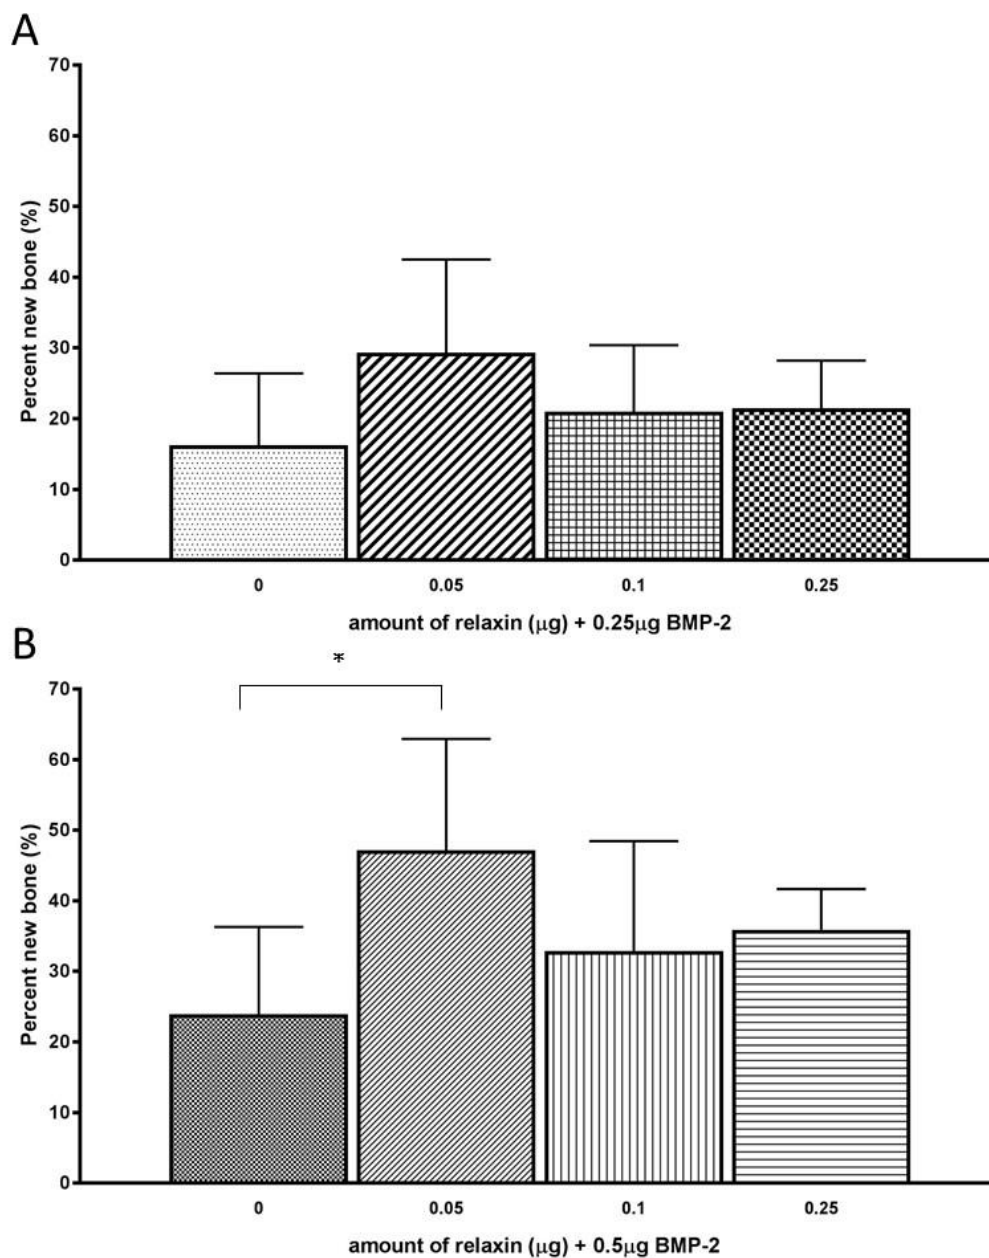 A
70
60
50
40
30
20
10
0
Percent new bone (%)
0 0.05 0.1 0.25
amount of relaxin (μg) + 0.25μg BMP-2
B
*
70
60
50
40
30
20
10
0
Percent new bone (%)
0 0.05 0.1 0.25
amount of relaxin (μg) + 0.5μg BMP-2